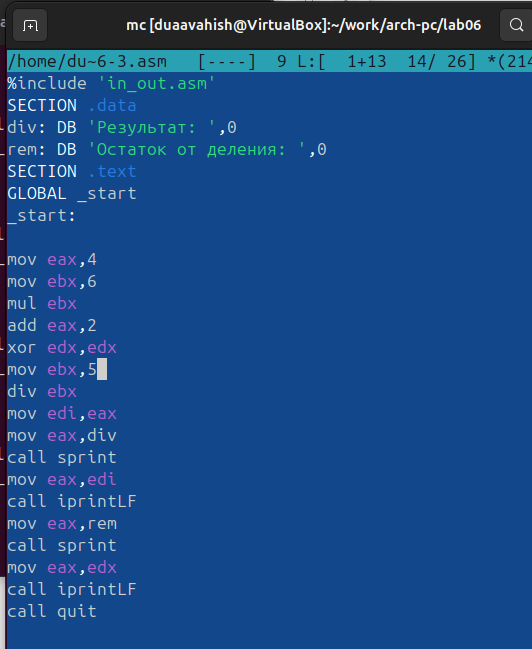 mc [duaavahish@VirtualBox]:~/work/arch-pc/lab06
/home/du~6-3.asm   [----]  9 L:[  1+13  14/ 26] *(214
%include 'in_out.asm'
SECTION .data
div: DB 'Результат: ',0
rem: DB 'Остаток от деления: ',0
SECTION .text
GLOBAL _start
_start:
mov eax,4
mov ebx,6
mul ebx
add eax,2
xor edx,edx
mov ebx,5
div ebx
mov edi,eax
mov eax,div
call sprint
mov eax,edi
call iprintLF
mov eax,rem
call sprint
mov eax,edx
call iprintLF
call quit